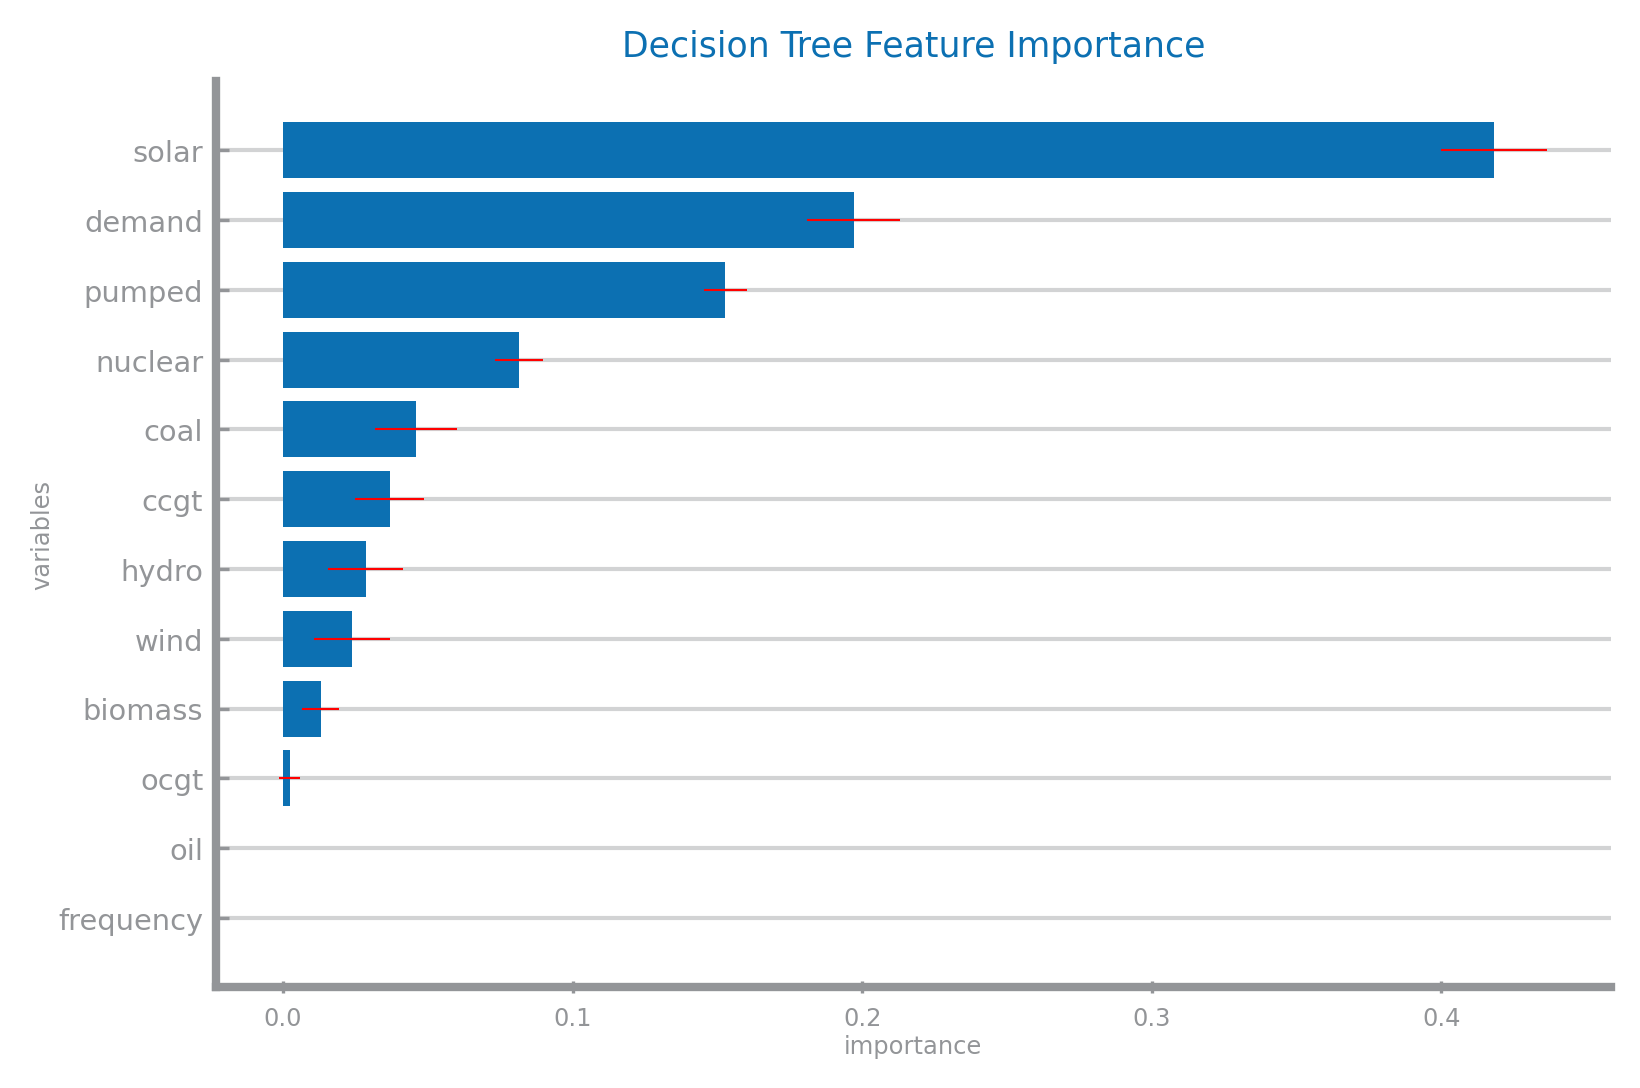 Decision Tree Feature Importance
solar
demand
pumped
nuclear
coal
ccgt
hydro
wind
biomass
ocgt
oil
frequency
variables
0.0 0.1 0.2 0.3 0.4
importance